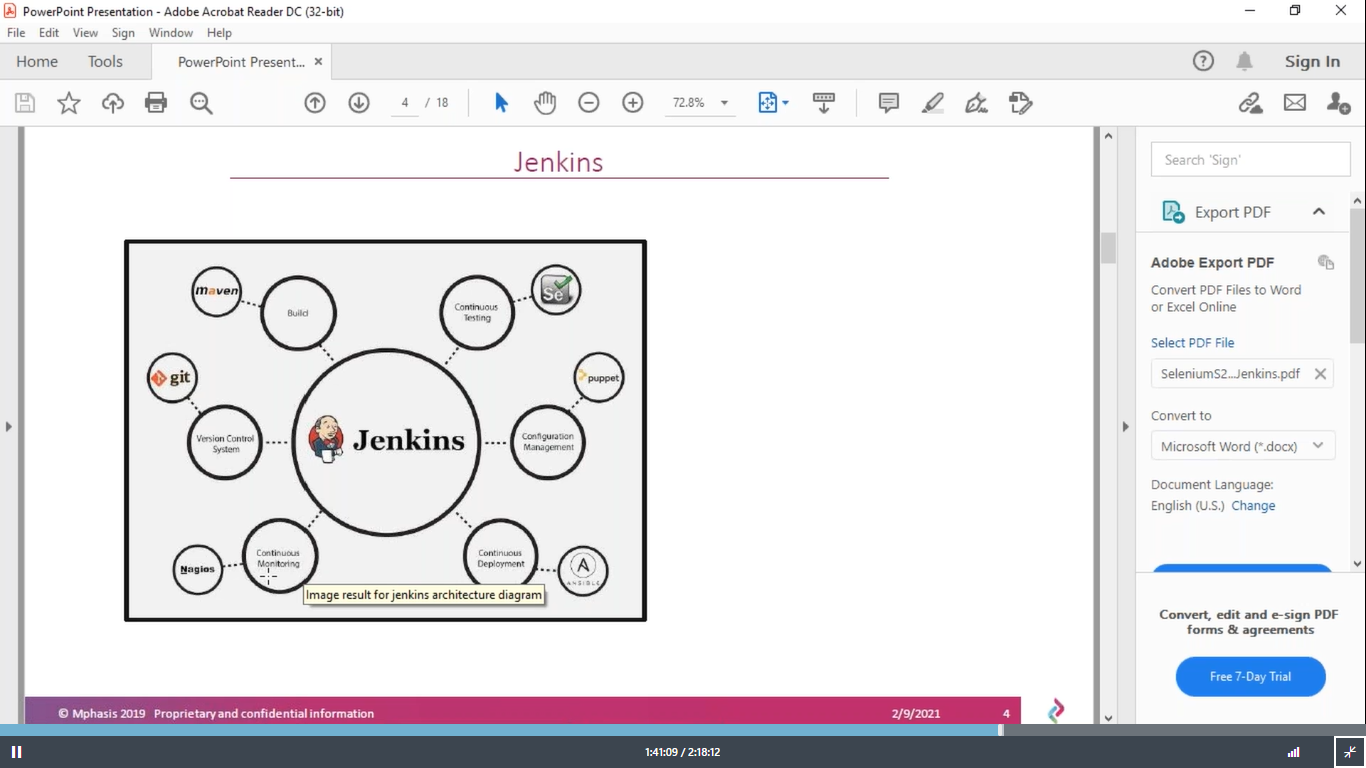 PowerPoint Presentation - Adobe Acrobat Reader DC (32-bit)
File Edit View Sign Window Help
Home Tools PowerPoint Present... Sign In
4 / 18 72.8%
Jenkins
maven
Build
Continuous
Testing
Se
git
puppet
Version Control
System
Jenkins
Configuration
Management
Continuous
Monitoring
Nagios
Continuous
Deployment
A
ANSIBLE
Image result for jenkins architecture diagram
© Mphasis 2019 Proprietary and confidential information 2/9/2021 4
Search 'Sign'
Export PDF
Adobe Export PDF
Convert PDF Files to Word
or Excel Online
Select PDF File
SeleniumS2...Jenkins.pdf
Convert to
Microsoft Word (*.docx)
Document Language:
English (U.S.) Change
Convert, edit and e-sign PDF
forms & agreements
Free 7-Day Trial
1:41:09 / 2:18:12